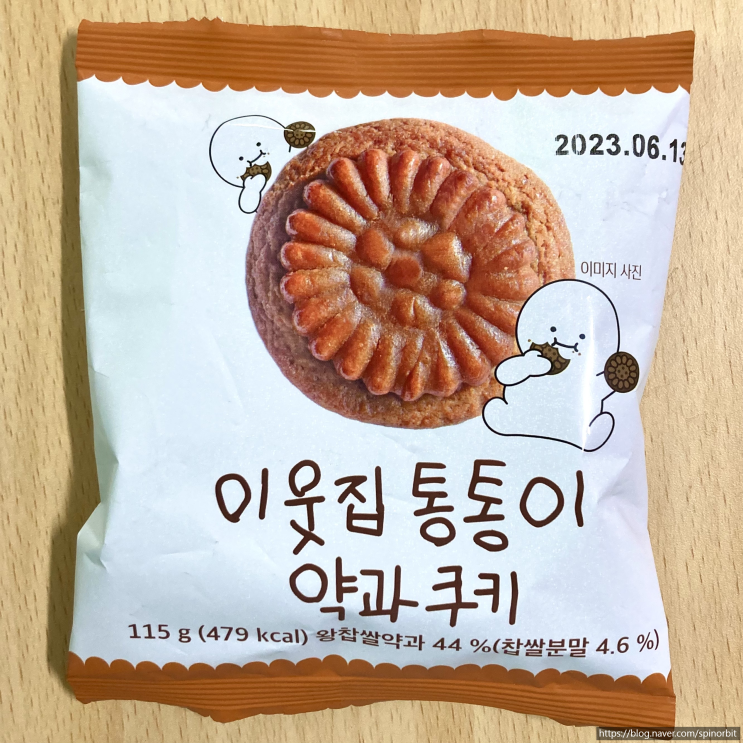 2023.06.13
이미지 사진
이웃집 통통이
약과 쿠키
115 g (479 kcal) 왕찹쌀약과 44 %(찹쌀분말 4.6 %)
https://blog.naver.com/spinorbit